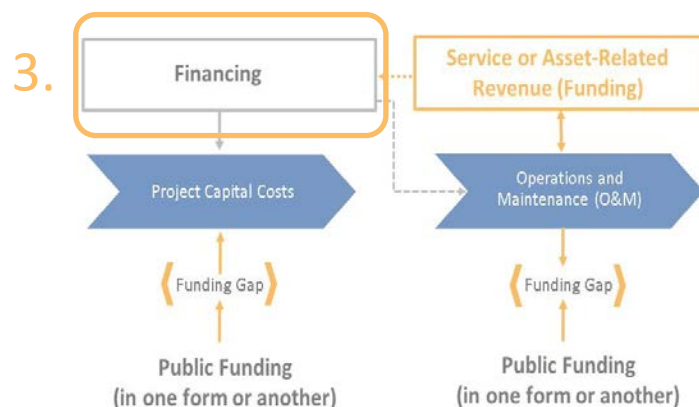 3.
Financing
Service or Asset-Related
Revenue (Funding)
Project Capital Costs
Operations and
Maintenance (O&M)
Funding Gap
Funding Gap
Public Funding
(in one form or another)
Public Funding
(in one form or another)